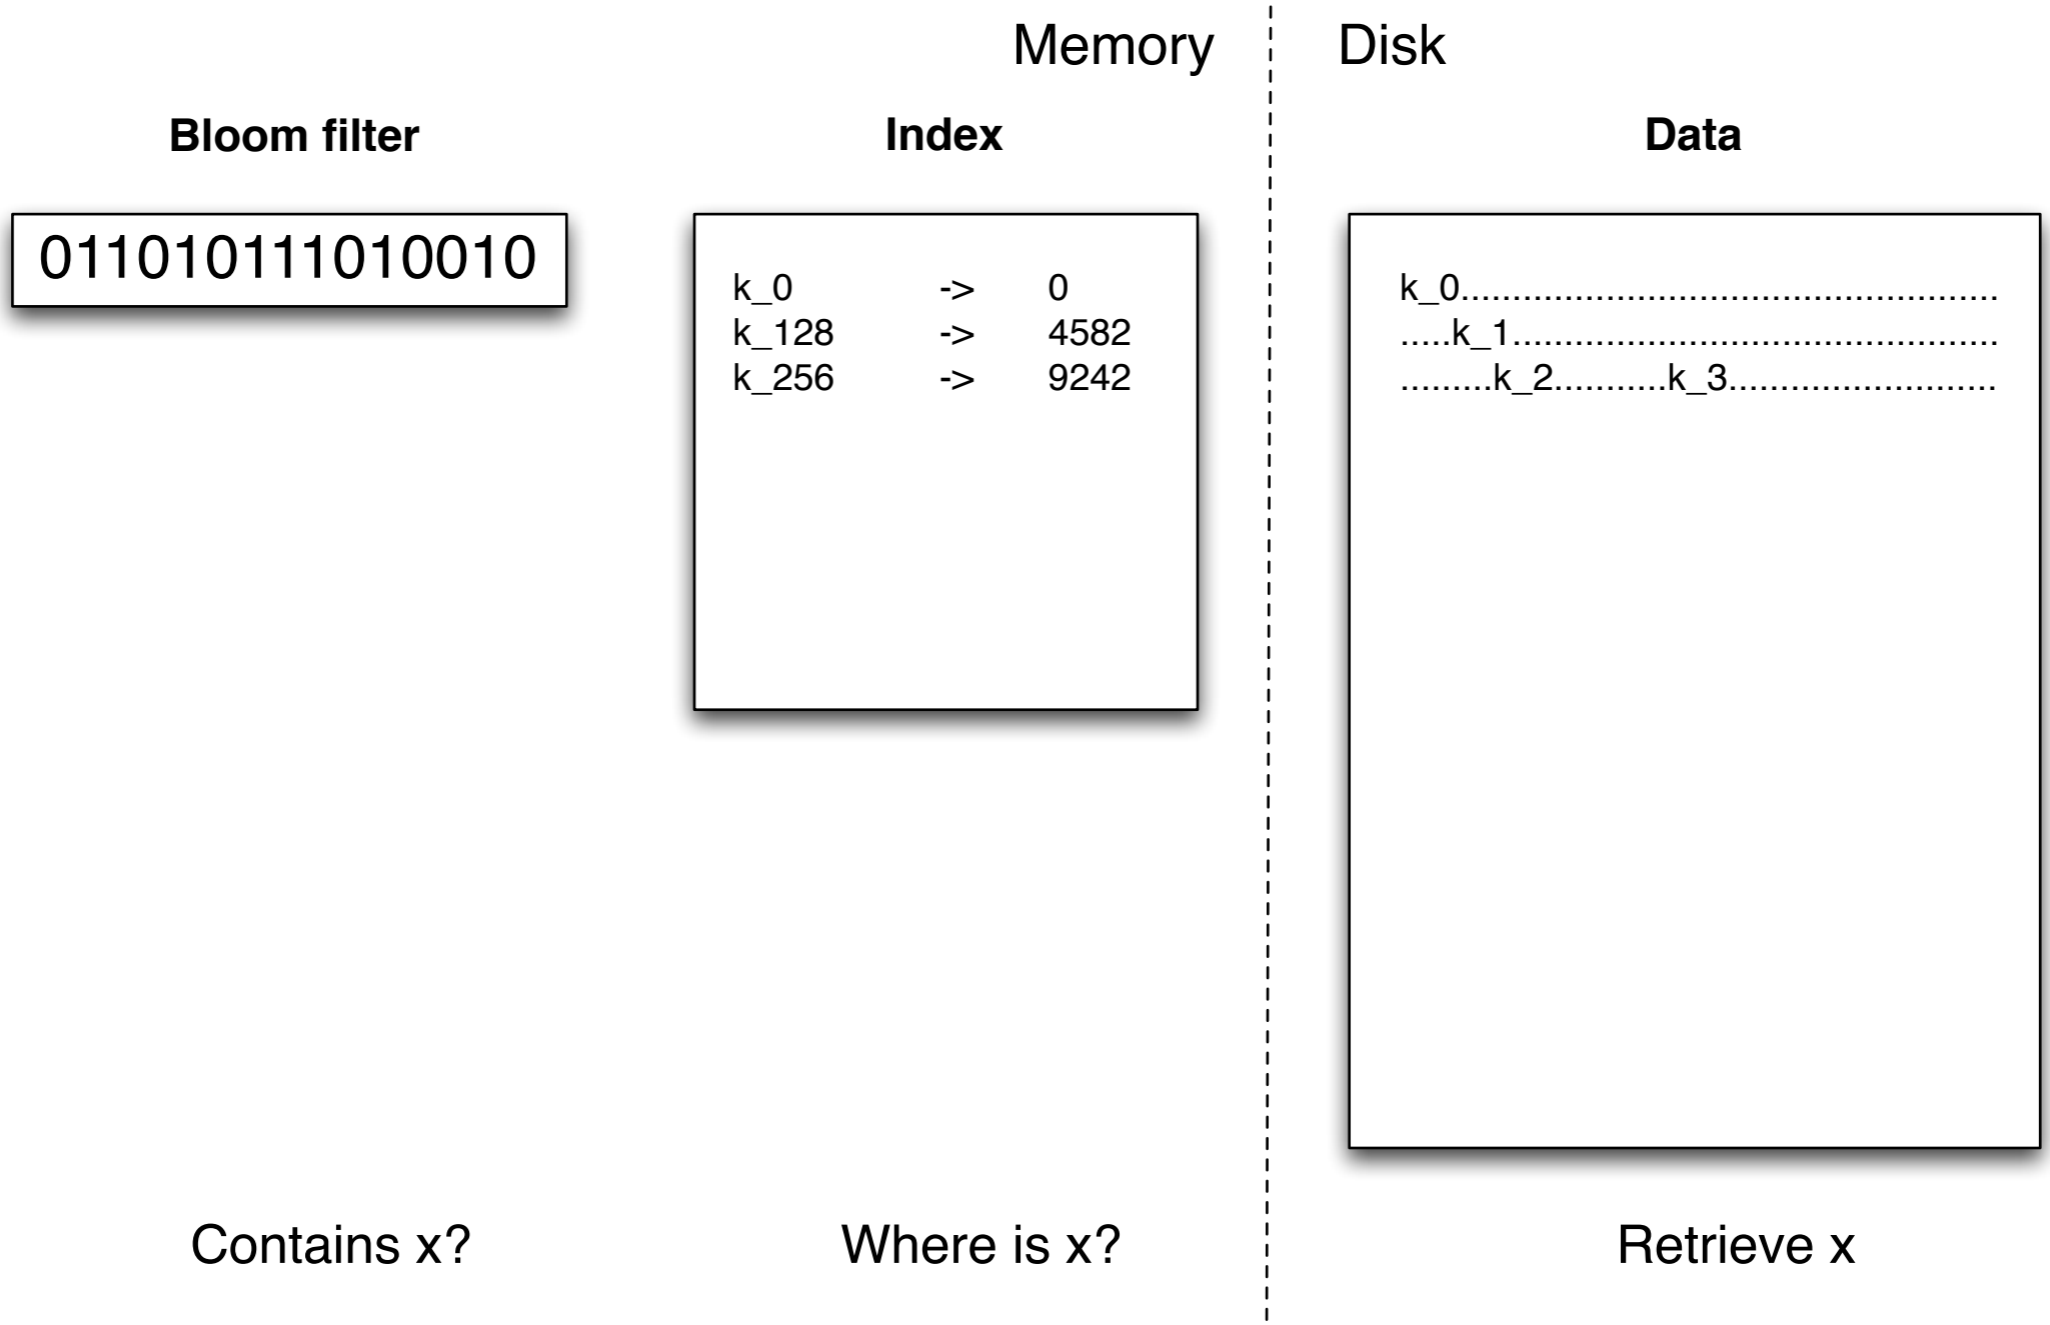 Memory Disk
Bloom filter Index Data
011010111010010
k_0 -> 0
k_128 -> 4582
k_256 -> 9242
k_0....................................................
.....k_1...............................................
.........k_2...........k_3..........................
Contains x? Where is x? Retrieve x